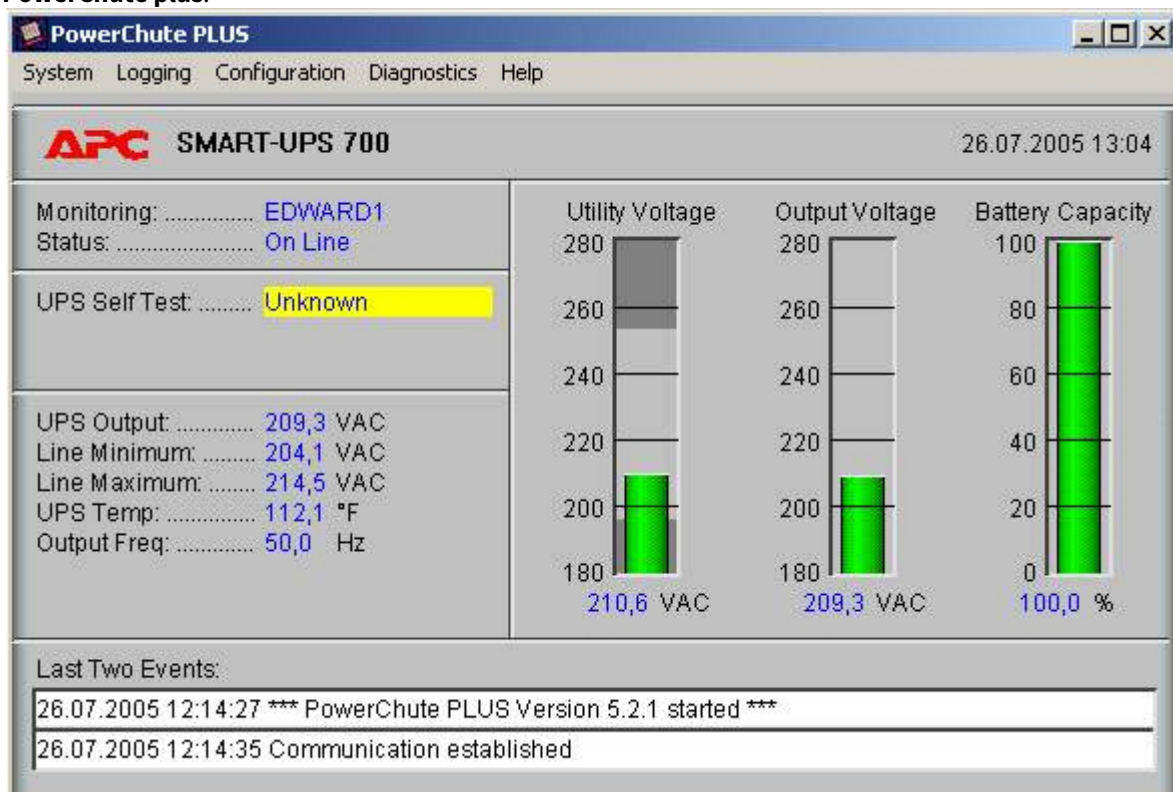 PowerChute plus.
PowerChute PLUS
System Logging Configuration Diagnostics Help
APC SMART-UPS 700 26.07.2005 13:04
Monitoring: .............. EDWARD1
Status: ...................... On Line
UPS Self Test: ......... Unknown
UPS Output: ............ 209,3 VAC
Line Minimum: ......... 204,1 VAC
Line Maximum: ........ 214,5 VAC
UPS Temp: ............... 112,1 °F
Output Freq: ............. 50,0 Hz
Utility Voltage Output Voltage Battery Capacity
280 280 100
260 260 80
240 240 60
220 220 40
200 200 20
180 180 0
210,6 VAC 209,3 VAC 100,0 %
Last Two Events:
26.07.2005 12:14:27 *** PowerChute PLUS Version 5.2.1 started ***
26.07.2005 12:14:35 Communication established